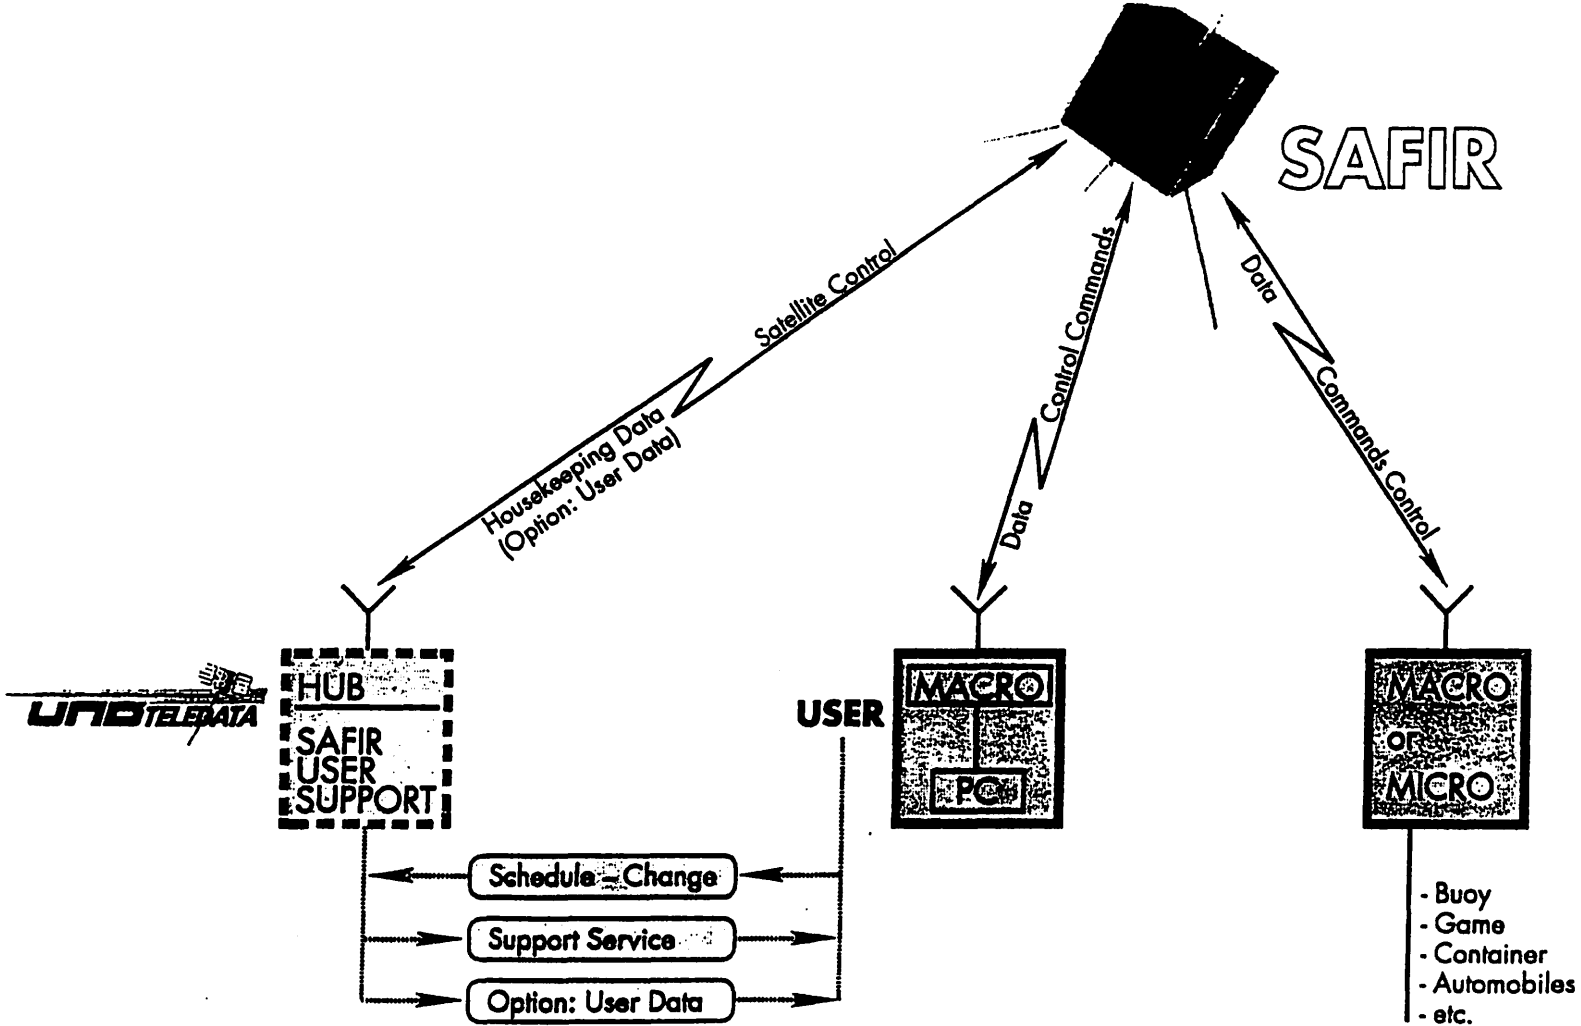 SAFIR
Satellite Control
Housekeeping Data
(Option: User Data)
Control Commands
Data
Data
Commands Control
TELEDATA
HUB
SAFIR
USER
SUPPORT
USER
MACRO
PC
MACRO
or
MICRO
Schedule – Change
Support Service
Option: User Data
- Buoy
- Game
- Container
- Automobiles
- etc.